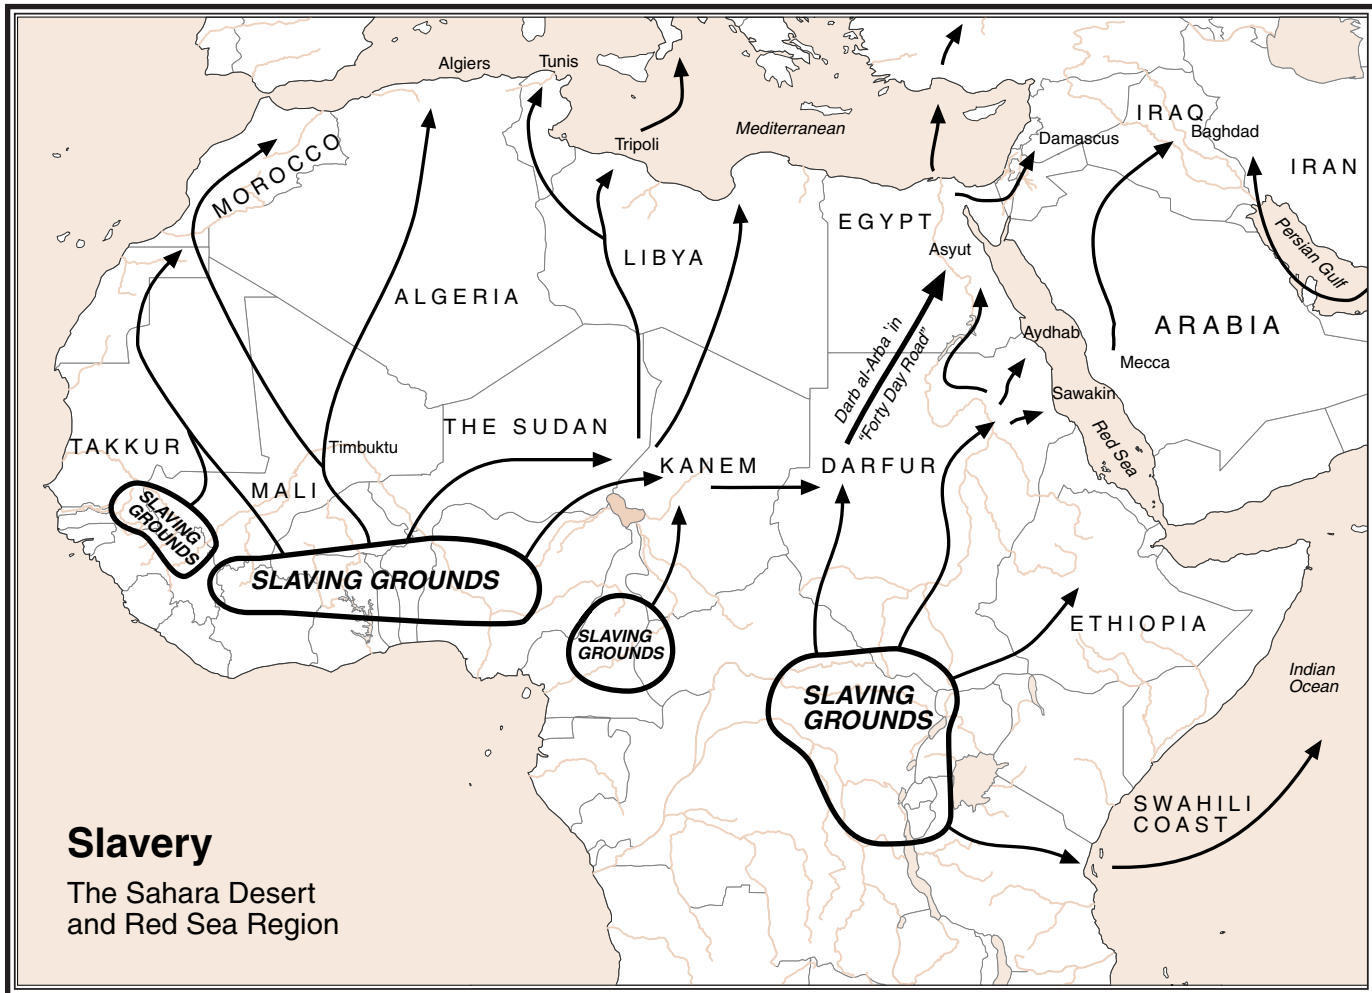 Algiers
Tunis
Tripoli
Mediterranean
Damascus
IRAQ
Baghdad
IRAN
MOROCCO
EGYPT
Asyut
LIBYA
ALGERIA
Persian Gulf
ARABIA
Aydhab
Mecca
Darb al-Arba`in
“Forty Day Road”
Sawakin
Red Sea
TAKKUR
Timbuktu
THE SUDAN
MALI
KANEM
DARFUR
SLAVING
GROUNDS
SLAVING GROUNDS
SLAVING
GROUNDS
ETHIOPIA
Indian
Ocean
SLAVING
GROUNDS
SWAHILI
COAST
Slavery
The Sahara Desert
and Red Sea Region